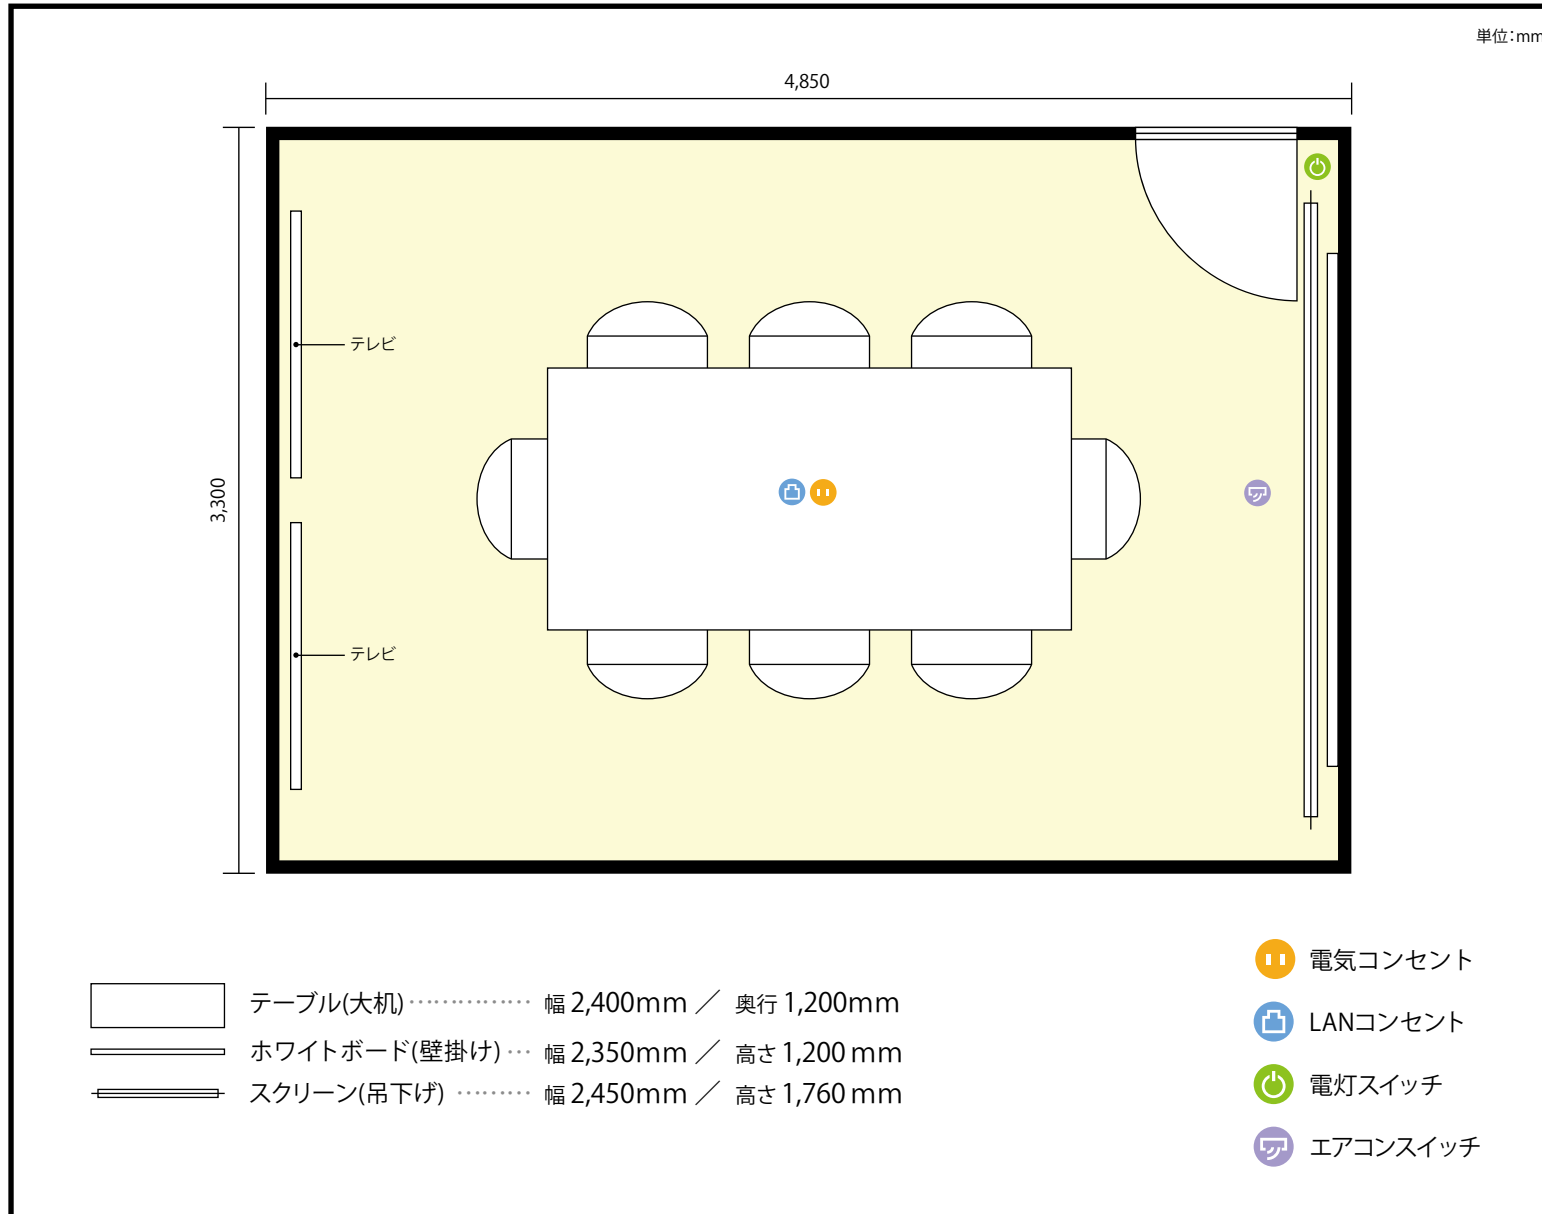 単位:mm
4,850
テレビ
3,300
テレビ
テーブル(大机)…………… 幅 2,400mm ／ 奥行 1,200mm
ホワイトボード(壁掛け)… 幅 2,350mm ／ 高さ 1,200 mm
スクリーン(吊下げ) ……… 幅 2,450mm ／ 高さ 1,760 mm
電気コンセント
LANコンセント
電灯スイッチ
エアコンスイッチ